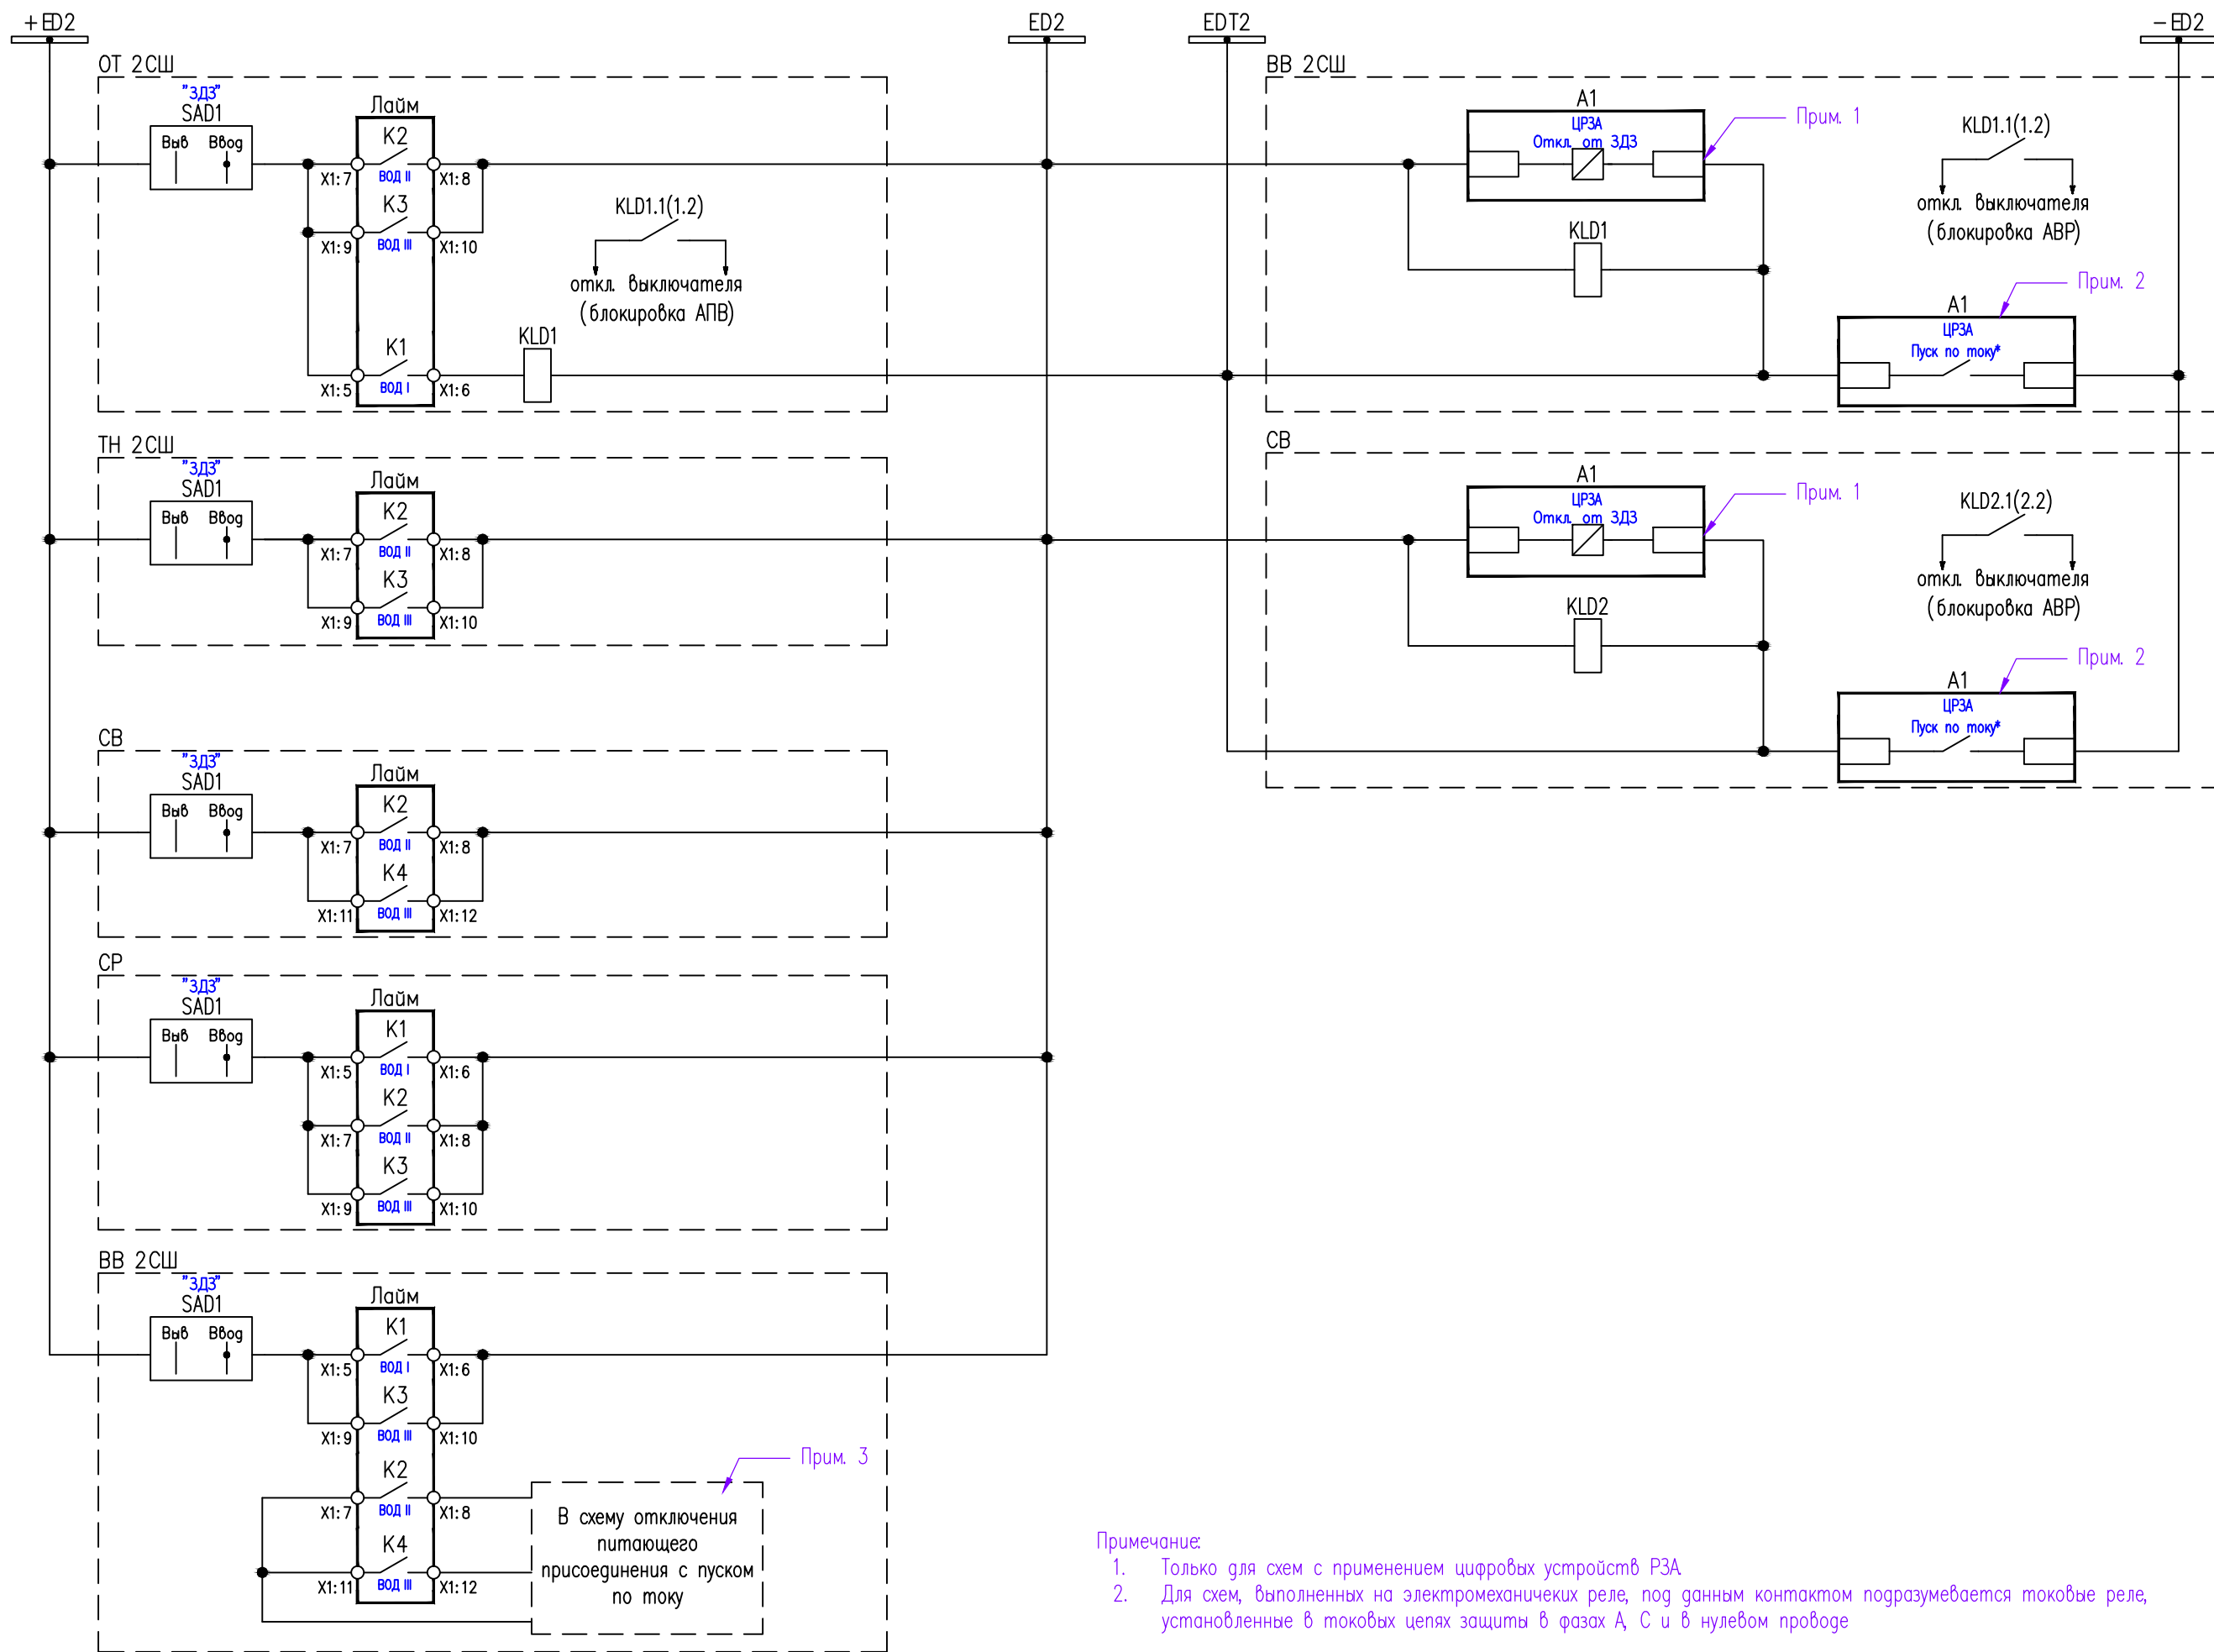 +ED2
ED2
EDT2
-ED2
ОТ 2СШ
"ЗДЗ"
SAD1
Выв Ввод
Лайм
K2
X1:7 ВОД II X1:8
K3
X1:9 ВОД III X1:10
K1
X1:5 ВОД I X1:6
KLD1.1(1.2)
откл. выключателя
(блокировка АПВ)
KLD1
ВВ 2СШ
A1
ЦРЗА
Откл. от ЗДЗ
Прим. 1
KLD1.1(1.2)
откл. выключателя
(блокировка АВР)
KLD1
Прим. 2
A1
ЦРЗА
Пуск по току*
ТН 2СШ
"ЗДЗ"
SAD1
Выв Ввод
Лайм
K2
X1:7 ВОД II X1:8
K3
X1:9 ВОД III X1:10
СВ
A1
ЦРЗА
Откл. от ЗДЗ
Прим. 1
KLD2.1(2.2)
откл. выключателя
(блокировка АВР)
KLD2
Прим. 2
A1
ЦРЗА
Пуск по току*
СВ
"ЗДЗ"
SAD1
Выв Ввод
Лайм
K2
X1:7 ВОД II X1:8
K4
X1:11 ВОД III X1:12
СР
"ЗДЗ"
SAD1
Выв Ввод
Лайм
K1
X1:5 ВОД I X1:6
K2
X1:7 ВОД II X1:8
K3
X1:9 ВОД III X1:10
ВВ 2СШ
"ЗДЗ"
SAD1
Выв Ввод
Лайм
K1
X1:5 ВОД I X1:6
K3
X1:9 ВОД III X1:10
K2
X1:7 ВОД II X1:8
K4
X1:11 ВОД III X1:12
Прим. 3
В схему отключения
питающего
присоединения с пуском
по току
Примечание:
1. Только для схем с применением цифровых устройств РЗА.
2. Для схем, выполненных на электромеханичеких реле, под данным контактом подразумевается токовые реле,
установленные в токовых цепях защиты в фазах А, С и в нулевом проводе